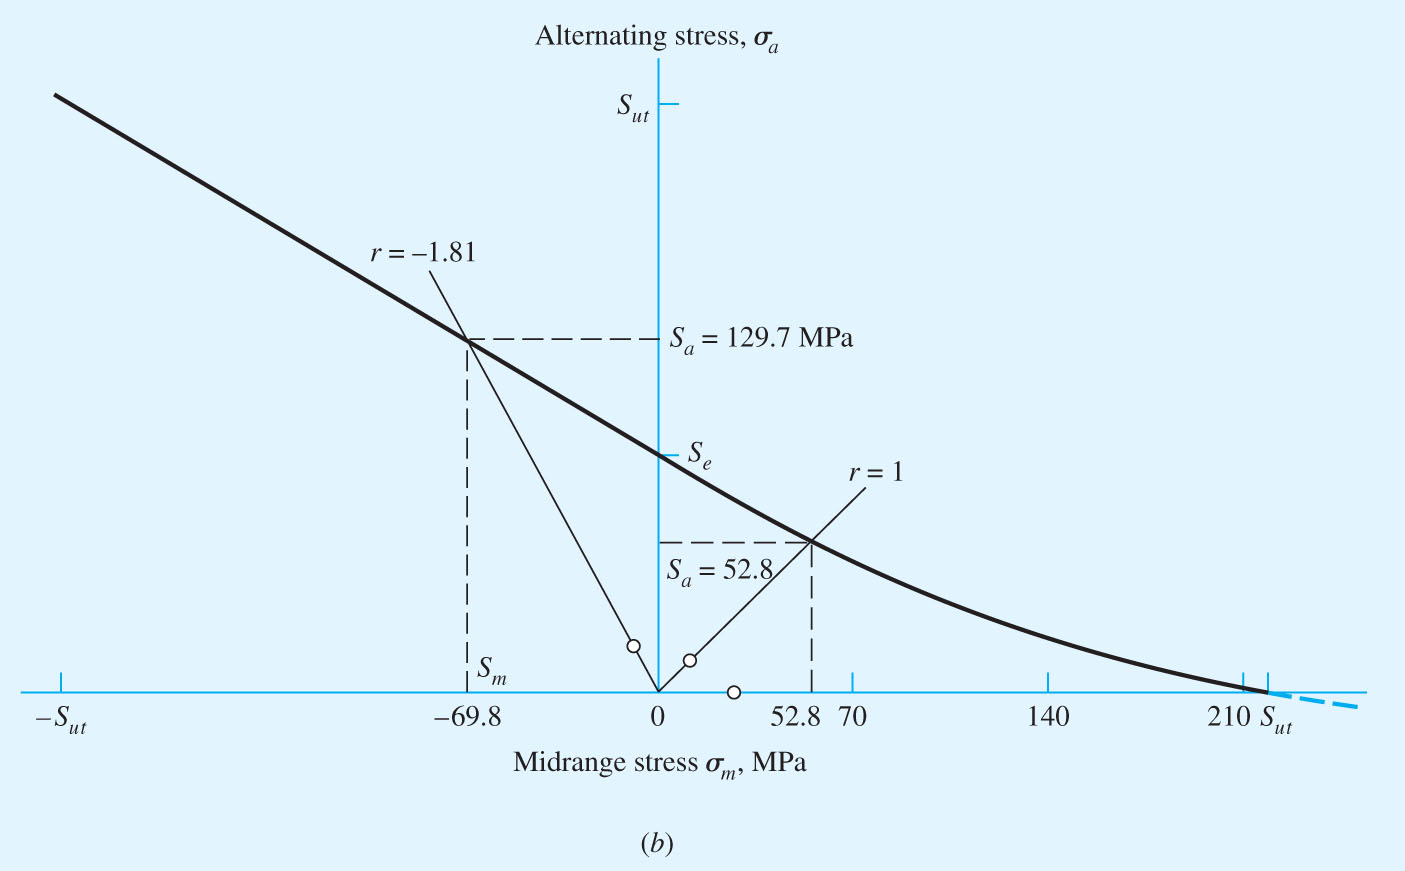 Alternating stress, σa
Sut
r = –1.81
Sa = 129.7 MPa
Se
r = 1
Sa = 52.8
Sm
–Sut
–69.8
0
52.8
70
140
210
Sut
Midrange stress σm, MPa
(b)